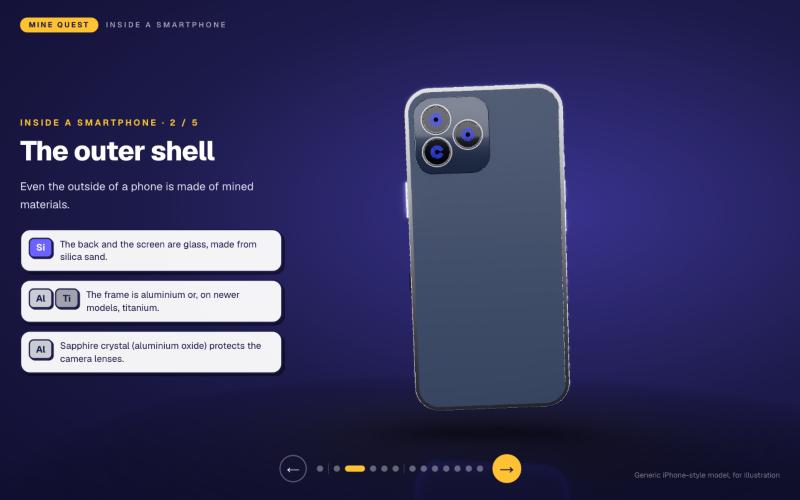 MINE QUEST INSIDE A SMARTPHONE
INSIDE A SMARTPHONE · 2 / 5
The outer shell
Even the outside of a phone is made of mined
materials.
Si The back and the screen are glass, made from
silica sand.
Al Ti The frame is aluminium or, on newer
models, titanium.
Al Sapphire crystal (aluminium oxide) protects the
camera lenses.
← →
Generic iPhone-style model, for illustration